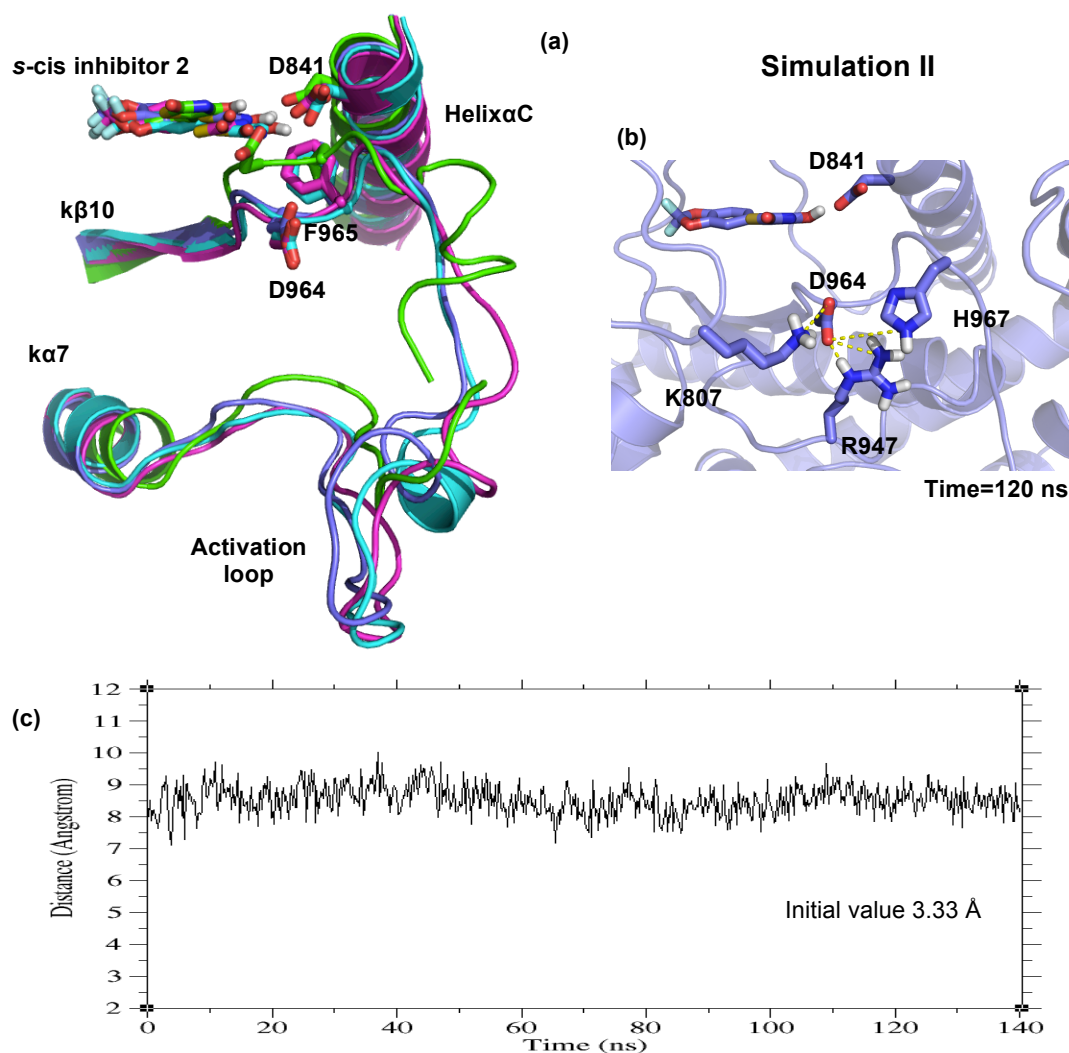 (a)
s-cis inhibitor 2
D841
Simulation II
HelixαC
(b)
D841
kβ10
F965
D964
D964
H967
kα7
K807
R947
Time=120 ns
Activation
loop
(c)
12
11
10
9
8
7
6
5
4
3
2
Distance (Angstrom)
Initial value 3.33 Å
0
20
40
60
80
100
120
140
Time (ns)